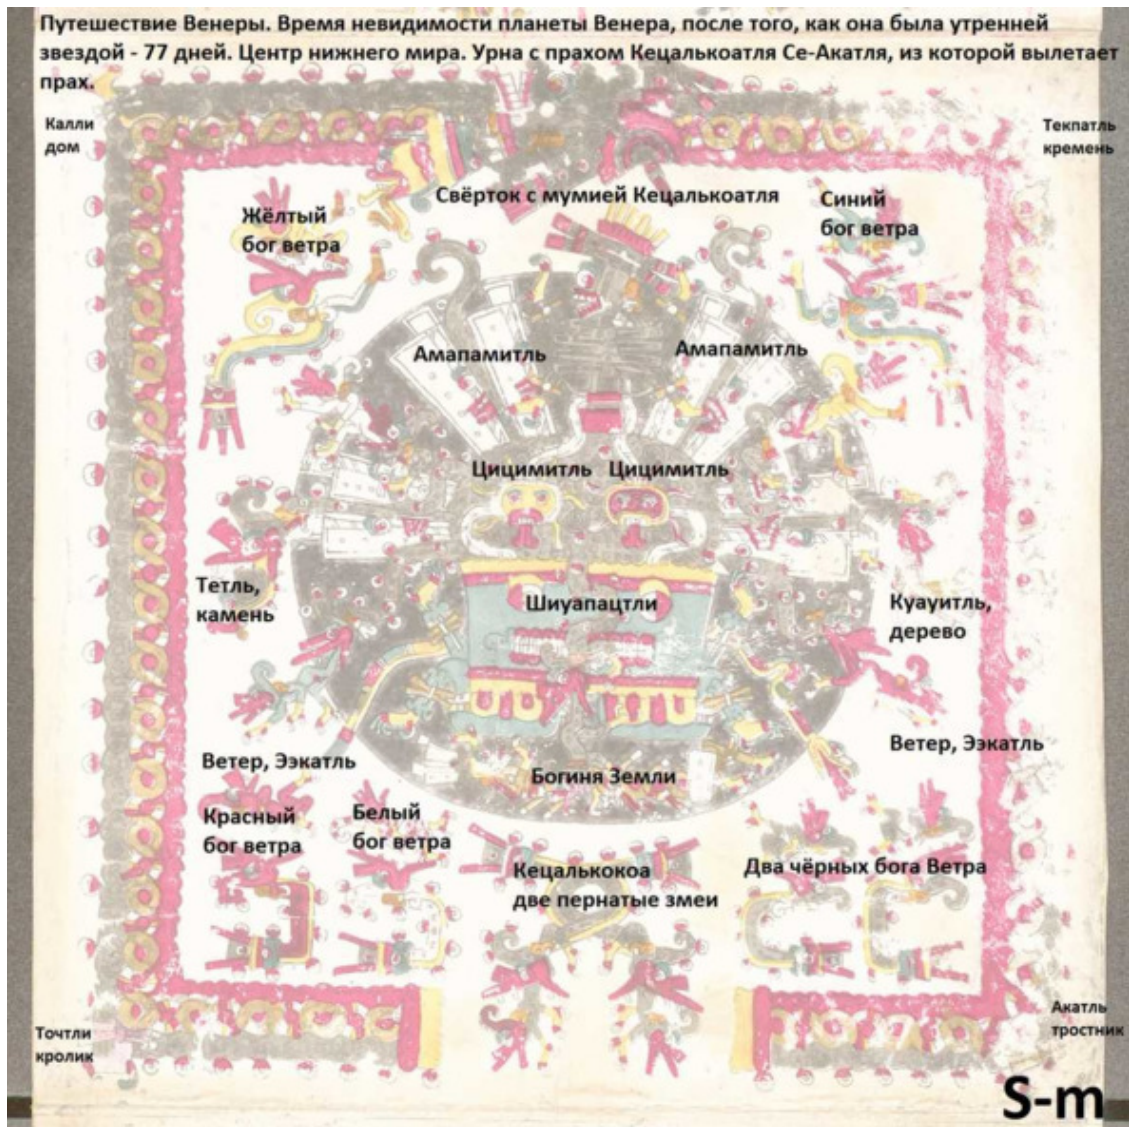 Путешествие Венеры. Время невидимости планеты Венера, после того, как она была утренней
звездой - 77 дней. Центр нижнего мира. Урна с прахом Кецалькоатля Се-Акатля, из которой вылетает
прах.
Калли
дом
Текпатль
кремень
Свёрток с мумией Кецалькоатля
Жёлтый
бог ветра
Синий
бог ветра
Амапамитль
Амапамитль
Цицимитль
Цицимитль
Тетль,
камень
Шиуапацтли
Куауитль,
дерево
Ветер, Ээкатль
Ветер, Ээкатль
Богиня Земли
Красный
бог ветра
Белый
бог ветра
Кецалькокоа
две пернатые змеи
Два чёрных бога Ветра
Точтли
кролик
Акатль
тростник
S-m